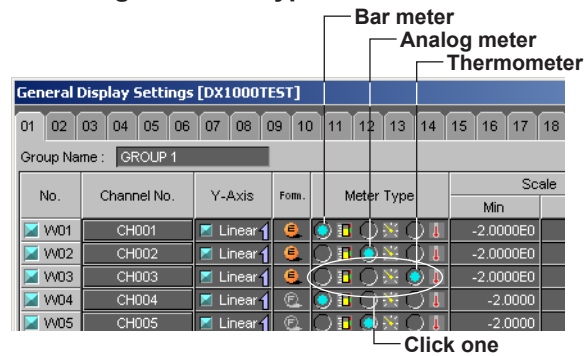 Bar meter
Analog meter
Thermometer
General Display Settings [DX1000TEST]
01 02 03 04 05 06 07 08 09 10 11 12 13 14 15 16 17 18
Group Name : GROUP 1
No. Channel No. Y-Axis Form. Meter Type Scale
Min
W01 CH001 Linear E -2.0000E0
W02 CH002 Linear E -2.0000E0
W03 CH003 Linear E -2.0000E0
W04 CH004 Linear E -2.0000
W05 CH005 Linear E -2.0000
Click one